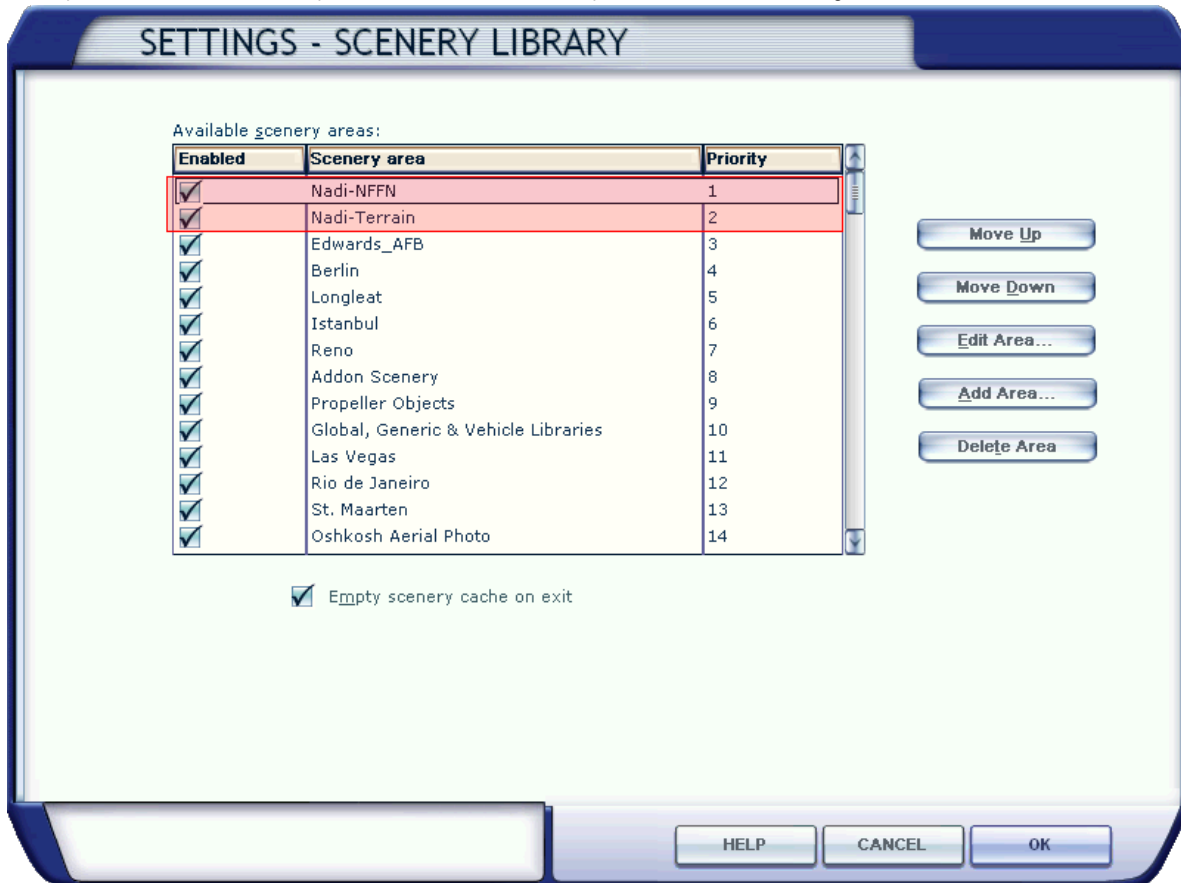 SETTINGS - SCENERY LIBRARY
Available scenery areas:
Enabled Scenery area Priority
Nadi-NFFN 1
Nadi-Terrain 2
Edwards_AFB 3
Berlin 4
Longleat 5
Istanbul 6
Reno 7
Addon Scenery 8
Propeller Objects 9
Global, Generic & Vehicle Libraries 10
Las Vegas 11
Rio de Janeiro 12
St. Maarten 13
Oshkosh Aerial Photo 14
Move Up
Move Down
Edit Area...
Add Area...
Delete Area
Empty scenery cache on exit
HELP CANCEL OK